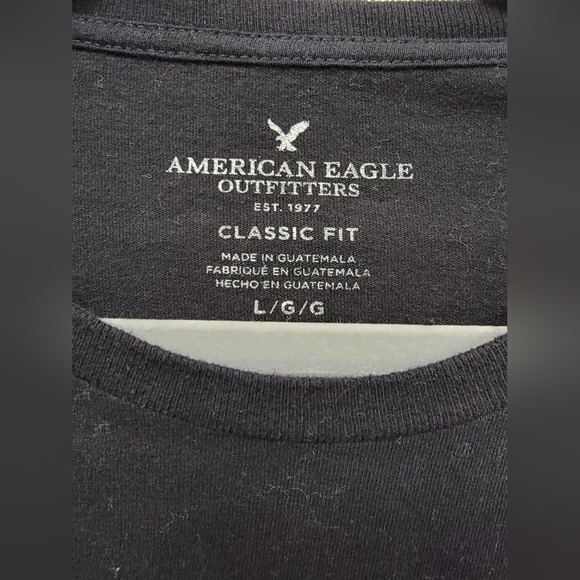 AMERICAN EAGLE
OUTFITTERS
EST. 1977
CLASSIC FIT
MADE IN GUATEMALA
FABRIQUÉ EN GUATEMALA
HECHO EN GUATEMALA
L/G/G